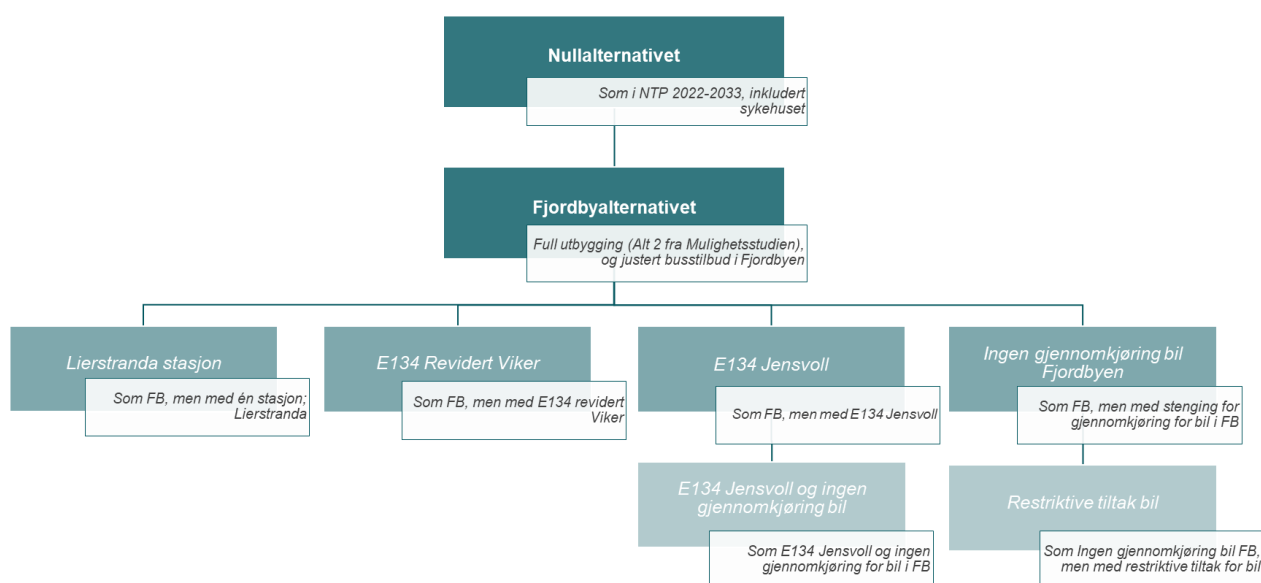 Nullalternativet
Som i NTP 2022-2033, inkludert
sykehuset
Fjordbyalternativet
Full utbygging (Alt 2 fra Mulighetsstudien),
og justert busstilbud i Fjordbyen
Lierstranda stasjon
Som FB, men med én stasjon;
Lierstranda
E134 Revidert Viker
Som FB, men med E134 revidert
Viker
E134 Jensvoll
Som FB, men med E134 Jensvoll
Ingen gjennomkjøring bil
Fjordbyen
Som FB, men med stenging for
gjennomkjøring for bil i FB
E134 Jensvoll og ingen
gjennomkjøring bil
Som E134 Jensvoll og ingen
gjennomkjøring for bil i FB
Restriktive tiltak bil
Som Ingen gjennomkjøring bil FB,
men med restriktive tiltak for bil